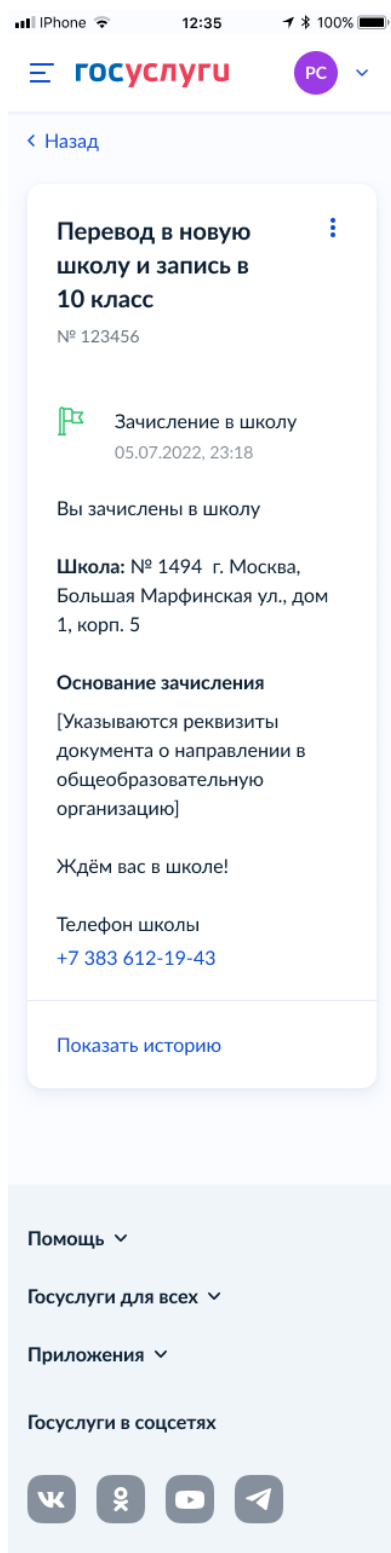 IPhone 12:35 100%
госуслуги РС
Назад
Перевод в новую
школу и запись в
10 класс
№ 123456
Зачисление в школу
05.07.2022, 23:18
Вы зачислены в школу
Школа: № 1494 г. Москва,
Большая Марфинская ул., дом
1, корп. 5
Основание зачисления
[Указываются реквизиты
документа о направлении в
общеобразовательную
организацию]
Ждём вас в школе!
Телефон школы
+7 383 612-19-43
Показать историю
Помощь
Госуслуги для всех
Приложения
Госуслуги в соцсетях